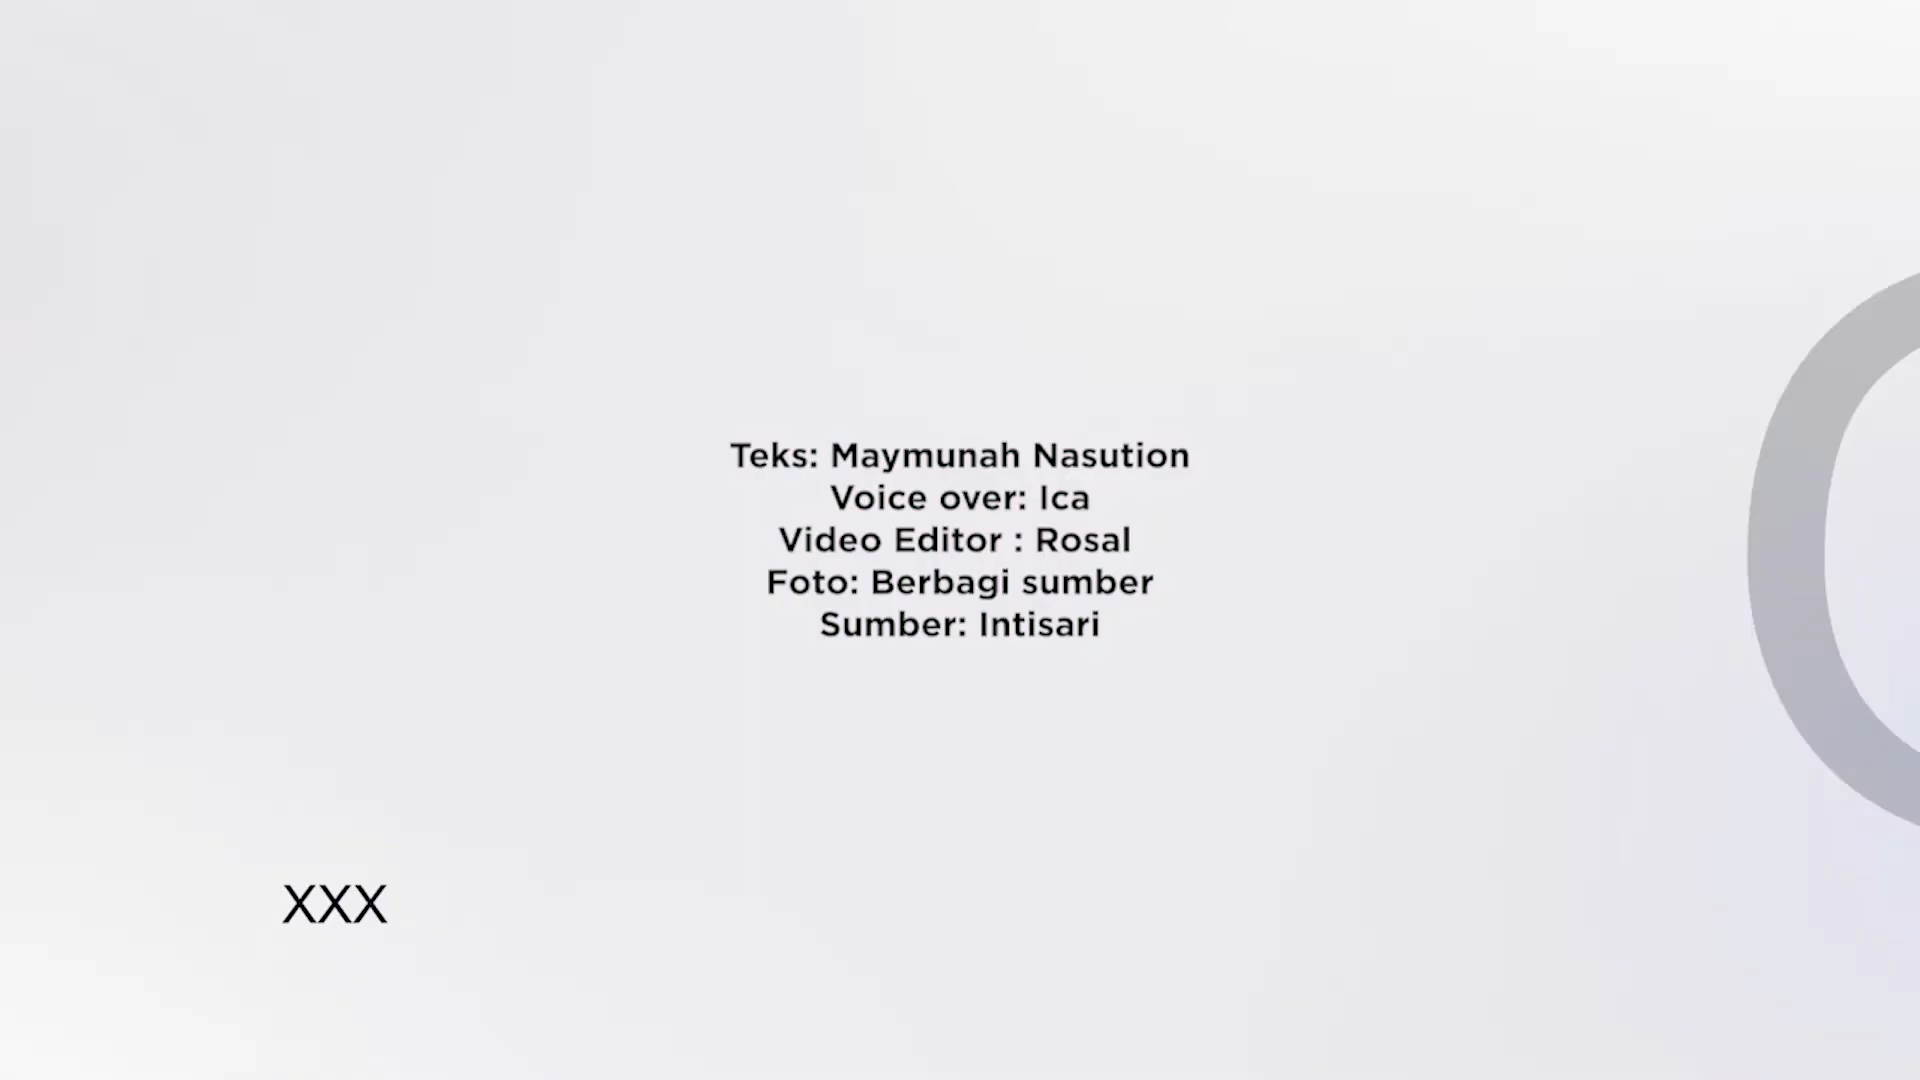 Teks: Maymunah Nasution
Voice over: Ica
Video Editor : Rosal
Foto: Berbagi sumber
Sumber: Intisari
XXX